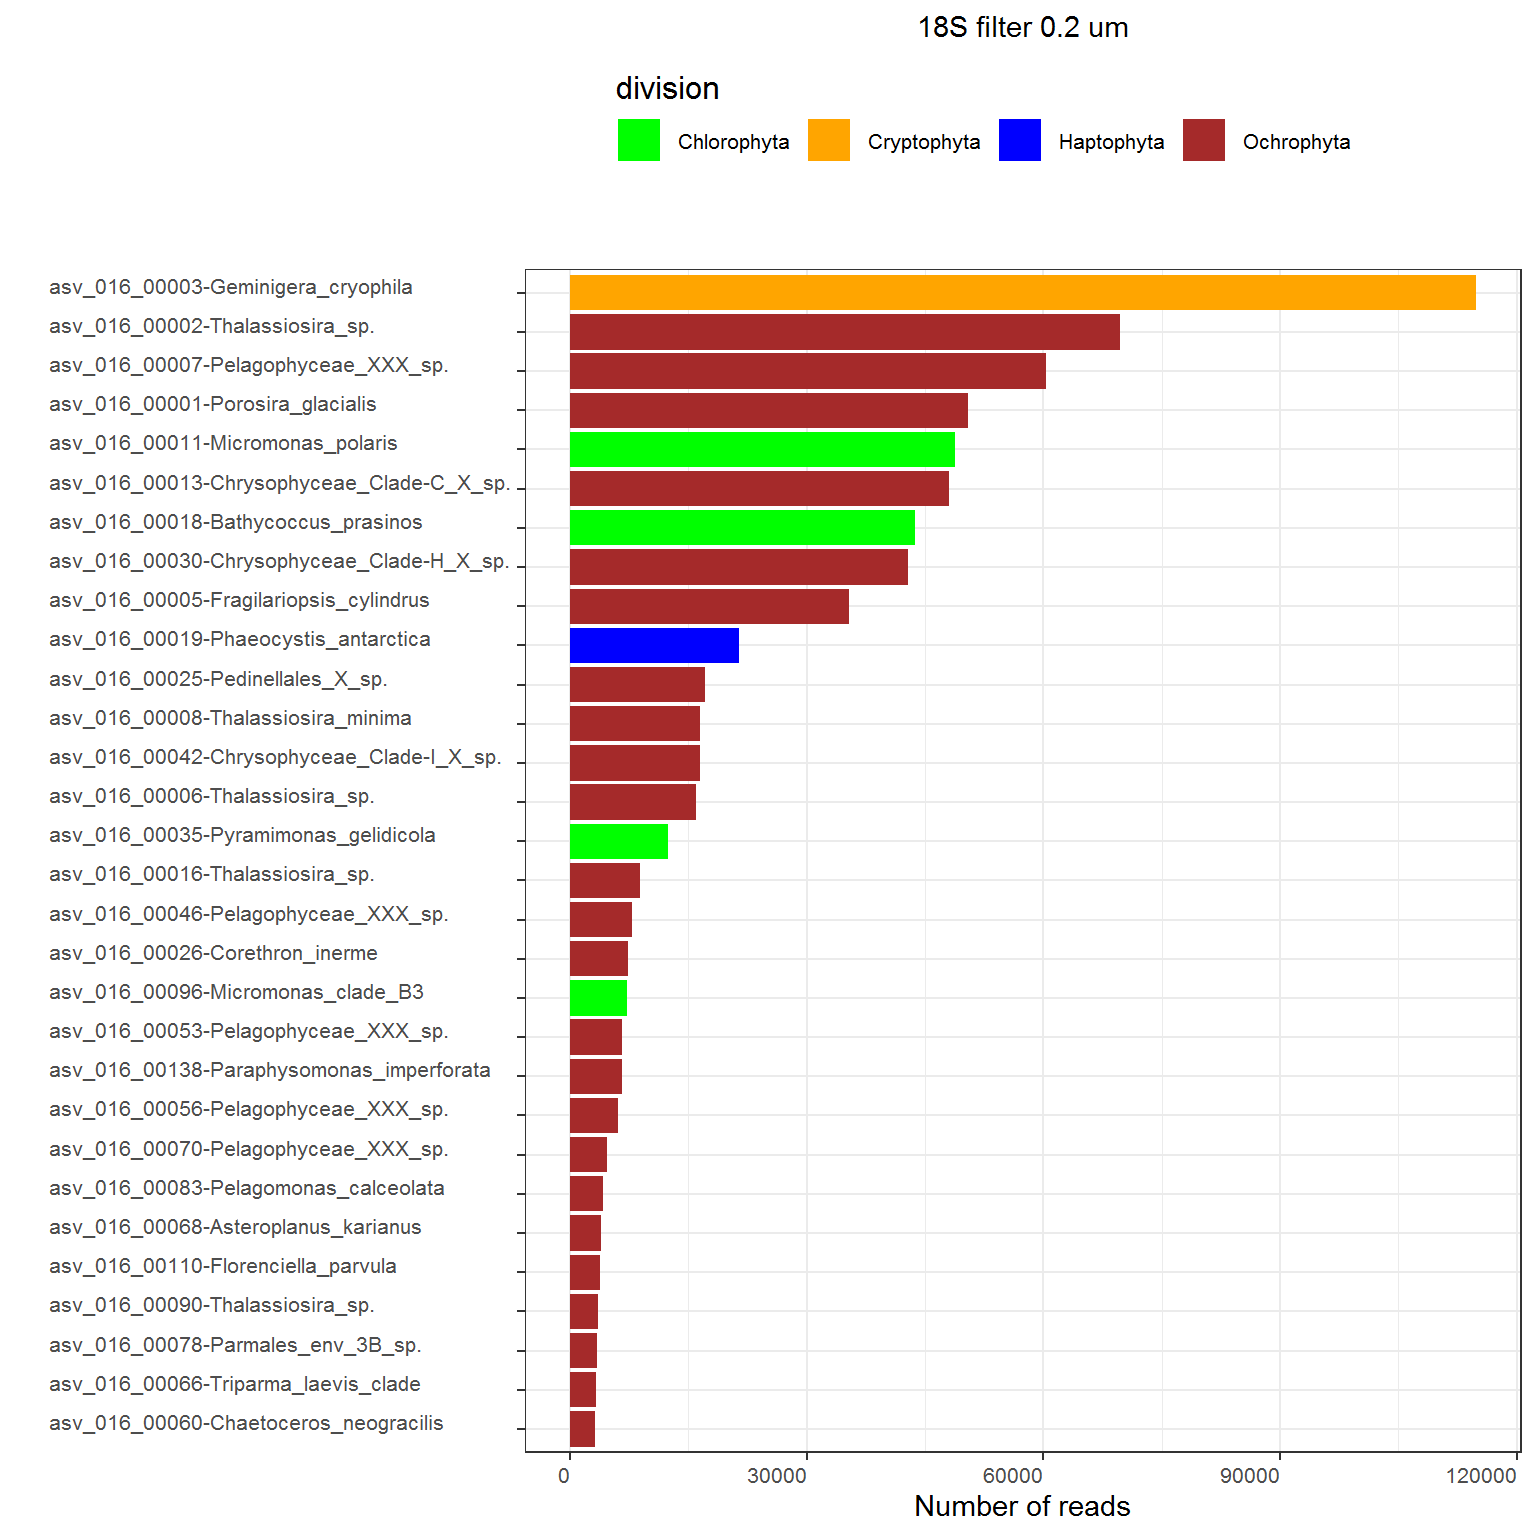 18S filter 0.2 um
division
Chlorophyta Cryptophyta Haptophyta Ochrophyta
asv_016_00003-Geminigera_cryophila
asv_016_00002-Thalassiosira_sp.
asv_016_00007-Pelagophyceae_XXX_sp.
asv_016_00001-Porosira_glacialis
asv_016_00011-Micromonas_polaris
asv_016_00013-Chrysophyceae_Clade-C_X_sp.
asv_016_00018-Bathycoccus_prasinos
asv_016_00030-Chrysophyceae_Clade-H_X_sp.
asv_016_00005-Fragilariopsis_cylindrus
asv_016_00019-Phaeocystis_antarctica
asv_016_00025-Pedinellales_X_sp.
asv_016_00008-Thalassiosira_minima
asv_016_00042-Chrysophyceae_Clade-I_X_sp.
asv_016_00006-Thalassiosira_sp.
asv_016_00035-Pyramimonas_gelidicola
asv_016_00016-Thalassiosira_sp.
asv_016_00046-Pelagophyceae_XXX_sp.
asv_016_00026-Corethron_inerme
asv_016_00096-Micromonas_clade_B3
asv_016_00053-Pelagophyceae_XXX_sp.
asv_016_00138-Paraphysomonas_imperforata
asv_016_00056-Pelagophyceae_XXX_sp.
asv_016_00070-Pelagophyceae_XXX_sp.
asv_016_00083-Pelagomonas_calceolata
asv_016_00068-Asteroplanus_karianus
asv_016_00110-Florenciella_parvula
asv_016_00090-Thalassiosira_sp.
asv_016_00078-Parmales_env_3B_sp.
asv_016_00066-Triparma_laevis_clade
asv_016_00060-Chaetoceros_neogracilis
0 30000 60000 90000 120000
Number of reads